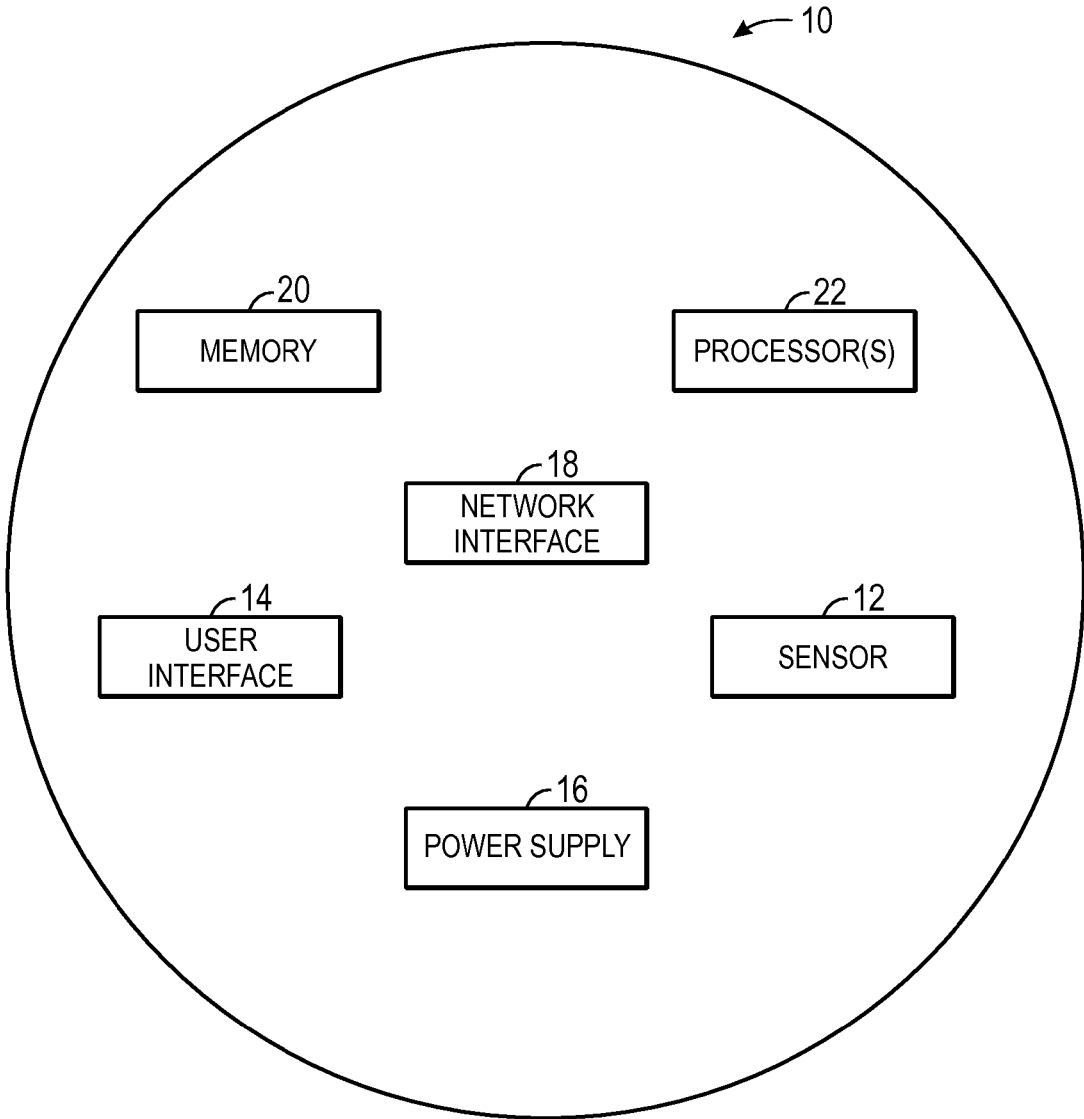 10
20
MEMORY
22
PROCESSOR(S)
18
NETWORK
INTERFACE
14
USER
INTERFACE
12
SENSOR
16
POWER SUPPLY